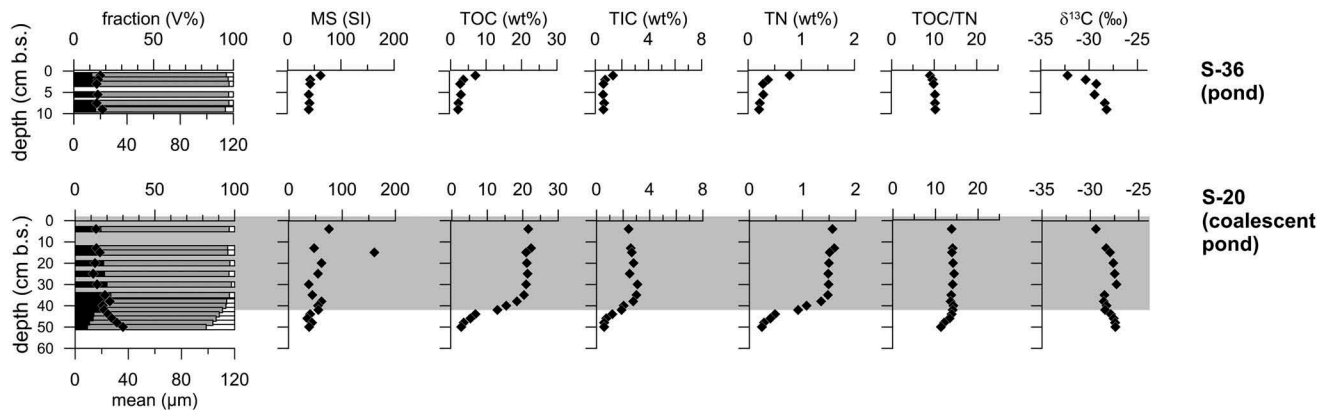 fraction (V%) MS (SI) TOC (wt%) TIC (wt%) TN (wt%) TOC/TN δ¹³C (‰)
0 50 100 0 100 200 0 10 20 30 0 4 8 0 1 2 0 10 20 -35 -30 -25
depth (cm b.s.)
0
5
10
S-36
(pond)
0 40 80 120
0 50 100 0 100 200 0 10 20 30 0 4 8 0 1 2 0 10 20 -35 -30 -25
depth (cm b.s.)
0
10
20
30
40
50
60
S-20
(coalescent
pond)
0 40 80 120
mean (µm)